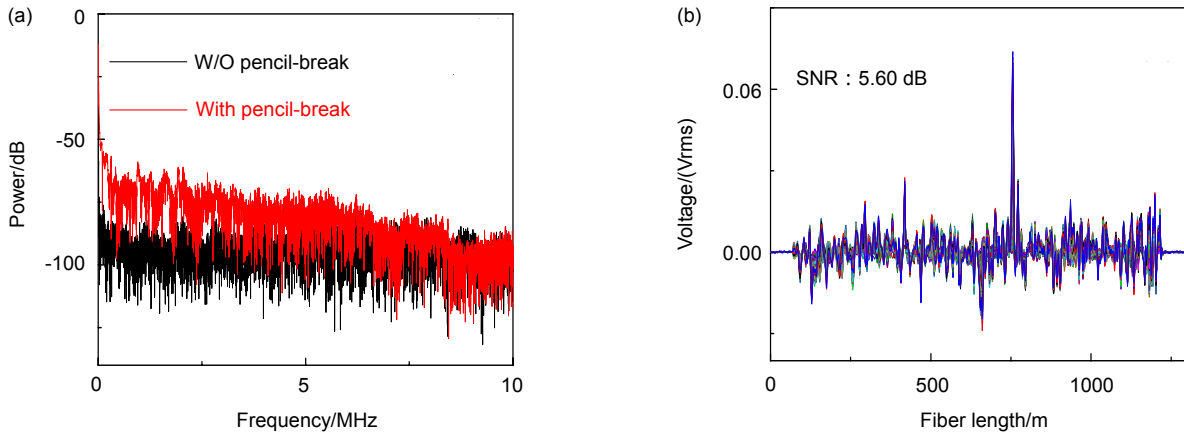 (a)
0
W/O pencil-break
With pencil-break
-50
-100
Power/dB
0
5
10
Frequency/MHz
(b)
SNR：5.60 dB
0.06
0.00
Voltage/(Vrms)
0
500
1000
Fiber length/m